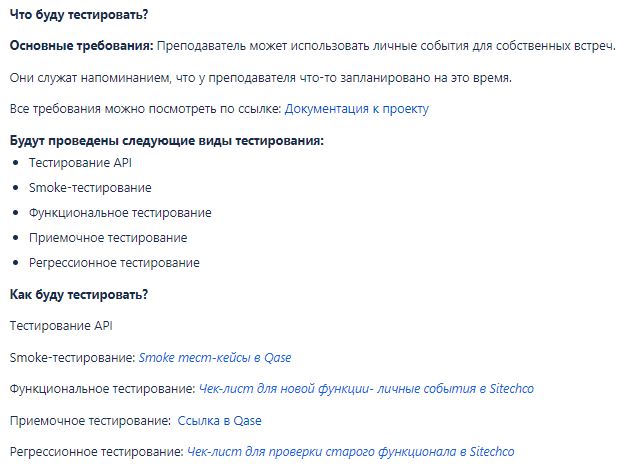 Что буду тестировать?
Основные требования: Преподаватель может использовать личные события для собственных встреч.
Они служат напоминанием, что у преподавателя что-то запланировано на это время.
Все требования можно посмотреть по ссылке: Документация к проекту
Будут проведены следующие виды тестирования:
• Тестирование API
• Smoke-тестирование
• Функциональное тестирование
• Приемочное тестирование
• Регрессионное тестирование
Как буду тестировать?
Тестирование API
Smoke-тестирование: Smoke тест-кейсы в Qase
Функциональное тестирование: Чек-лист для новой функции- личные события в Sitechco
Приемочное тестирование: Ссылка в Qase
Регрессионное тестирование: Чек-лист для проверки старого функционала в Sitechco